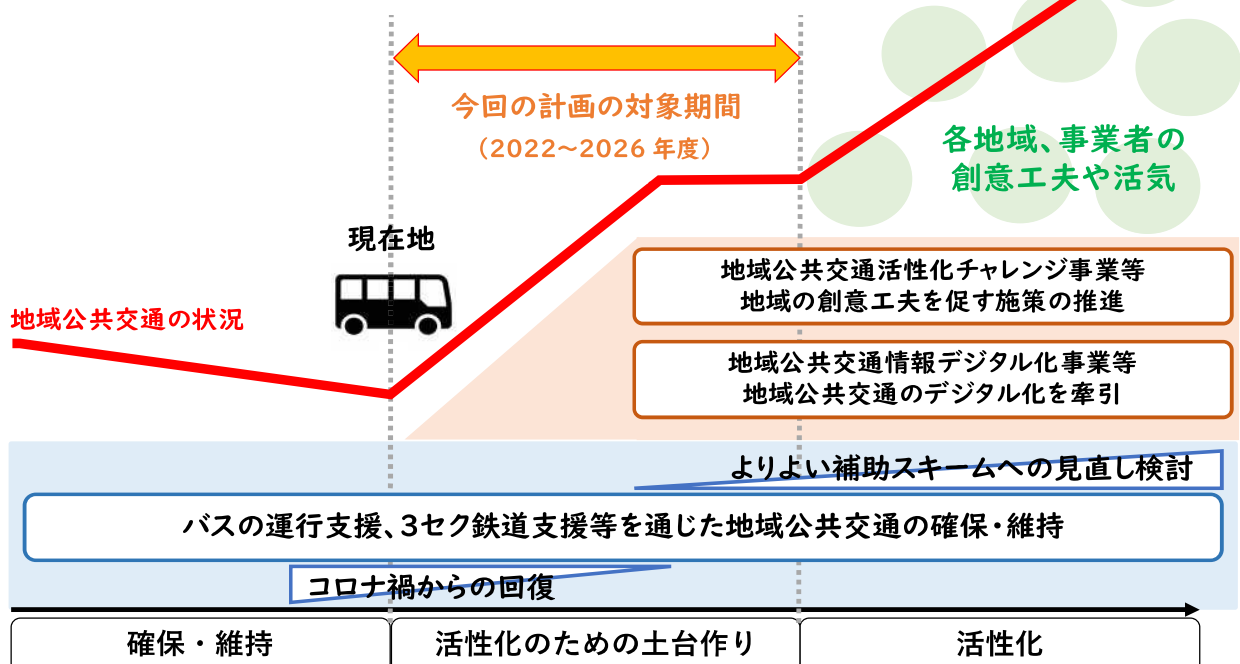 今回の計画の対象期間
(2022～2026 年度)
各地域、事業者の
創意工夫や活気
現在地
地域公共交通の状況
地域公共交通活性化チャレンジ事業等
地域の創意工夫を促す施策の推進
地域公共交通情報デジタル化事業等
地域公共交通のデジタル化を牽引
よりよい補助スキームへの見直し検討
バスの運行支援、3セク鉄道支援等を通じた地域公共交通の確保・維持
コロナ禍からの回復
確保・維持
活性化のための土台作り
活性化